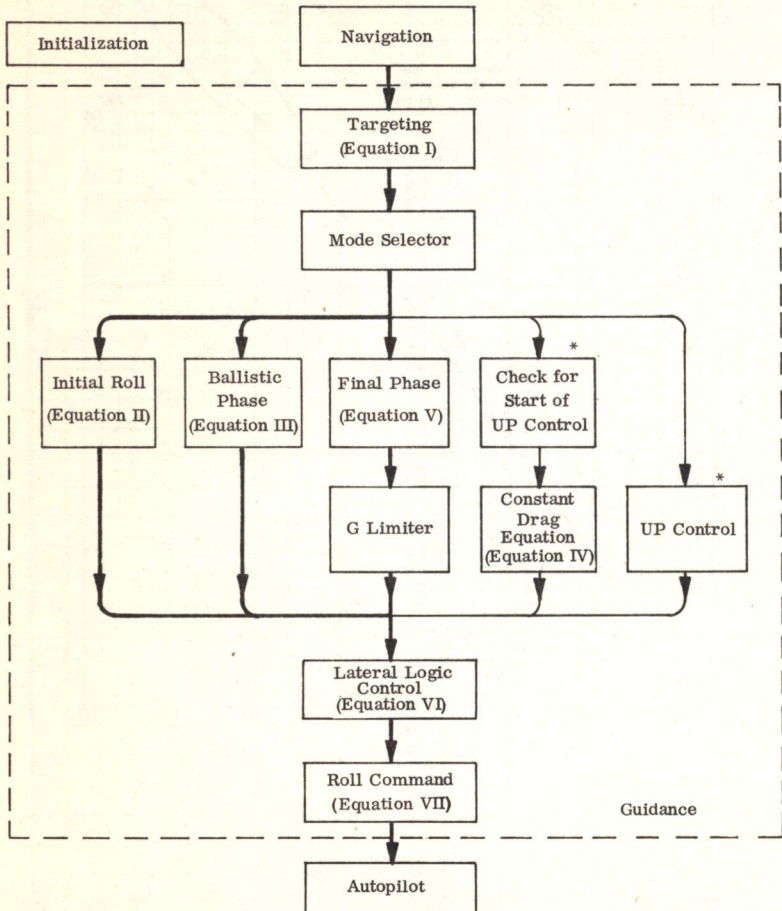 Initialization
Navigation
Targeting
(Equation I)
Mode Selector
Initial Roll
(Equation II)
Ballistic
Phase
(Equation III)
Final Phase
(Equation V)
*
Check for
Start of
UP Control
G Limiter
Constant
Drag
Equation
(Equation IV)
*
UP Control
Lateral Logic
Control
(Equation VI)
Roll Command
(Equation VII)
Guidance
Autopilot